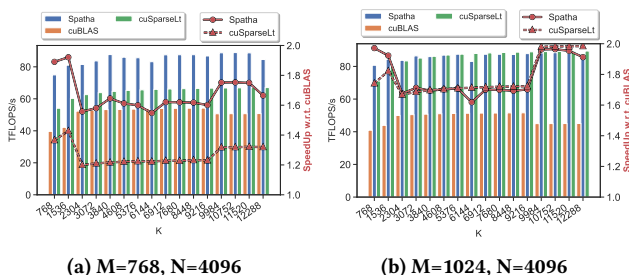 Spatha cuSparseLt Spatha
cuBLAS cuSparseLt
2.0
80 1.8
60 1.6
40 1.4
20 1.2
0 1.0
TFLOPS/s
SpeedUp w.r.t. cuBLAS
768 1536 2304 3072 3840 4608 5376 6144 6912 7680 8448 9216 9984 10752 11520 12288
K
(a) M=768, N=4096
Spatha cuSparseLt Spatha
cuBLAS cuSparseLt
100 2.0
80 1.8
60 1.6
40 1.4
20 1.2
0 1.0
TFLOPS/s
SpeedUp w.r.t. cuBLAS
768 1536 2304 3072 3840 4608 5376 6144 6912 7680 8448 9216 9984 10752 11520 12288
K
(b) M=1024, N=4096